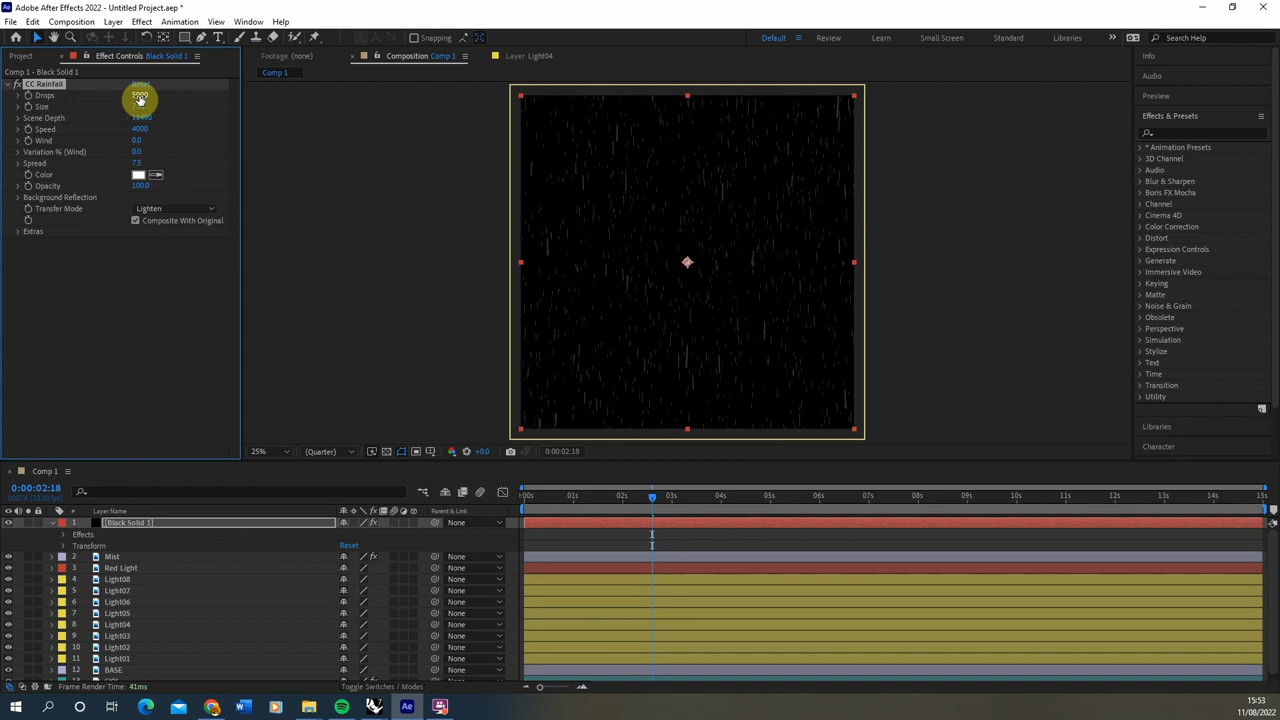 Adobe After Effects 2022 - Untitled Project.aep *
File Edit Composition Layer Effect Animation View Window Help
Snapping
Default Review Learn Small Screen Standard Libraries Search Help
Project Effect Controls Black Solid 1
Footage (none) Composition Comp 1 Layer Light04
Comp 1 • Black Solid 1
Comp 1
fx CC Rainfall Reset
Drops 5000
Size
Scene Depth
Speed 4000
Wind 0.0
Variation % (Wind) 0.0
Spread 7.5
Color
Opacity 100.0
Background Reflection
Transfer Mode Lighten
Composite With Original
Extras
Info
Audio
Preview
Effects & Presets
* Animation Presets
3D Channel
Audio
Blur & Sharpen
Boris FX Mocha
Channel
Cinema 4D
Color Correction
Distort
Expression Controls
Generate
Immersive Video
Keying
Matte
Noise & Grain
Obsolete
Perspective
Simulation
Stylize
Text
Time
Transition
Utility
Libraries
Character
25% (Quarter) +0.0 0:00:02:18
Comp 1
0:00:02:18
# Layer Name Parent & Link
:00s 01s 02s 03s 04s 05s 06s 07s 08s 09s 10s 11s 12s 13s 14s 15s
1 [Black Solid 1] None
Effects
Transform Reset
2 Mist None
3 Red Light None
4 Light08 None
5 Light07 None
6 Light06 None
7 Light05 None
8 Light04 None
9 Light03 None
10 Light02 None
11 Light01 None
12 BASE None
Frame Render Time: 41ms Toggle Switches / Modes
15:53
11/08/2022